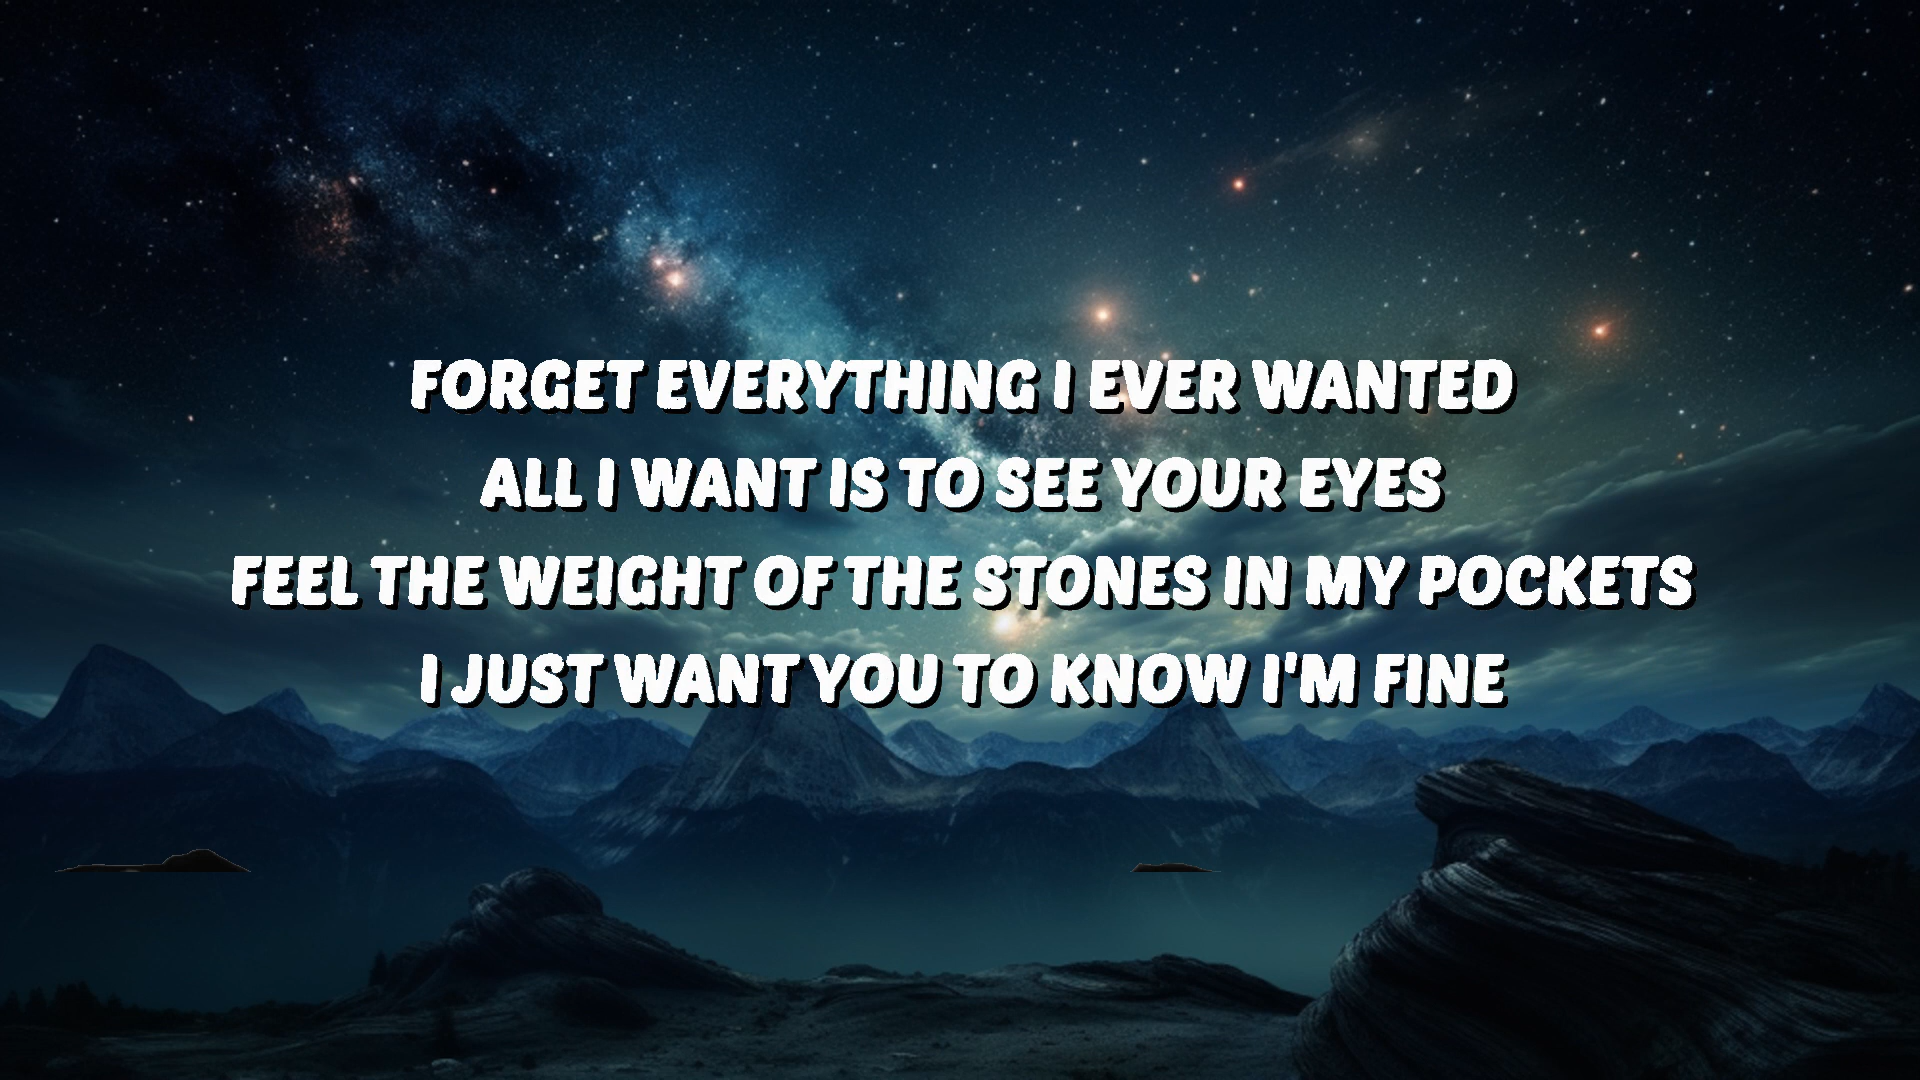 FORGET EVERYTHING I EVER WANTED
ALL I WANT IS TO SEE YOUR EYES
FEEL THE WEIGHT OF THE STONES IN MY POCKETS
I JUST WANT YOU TO KNOW I'M FINE